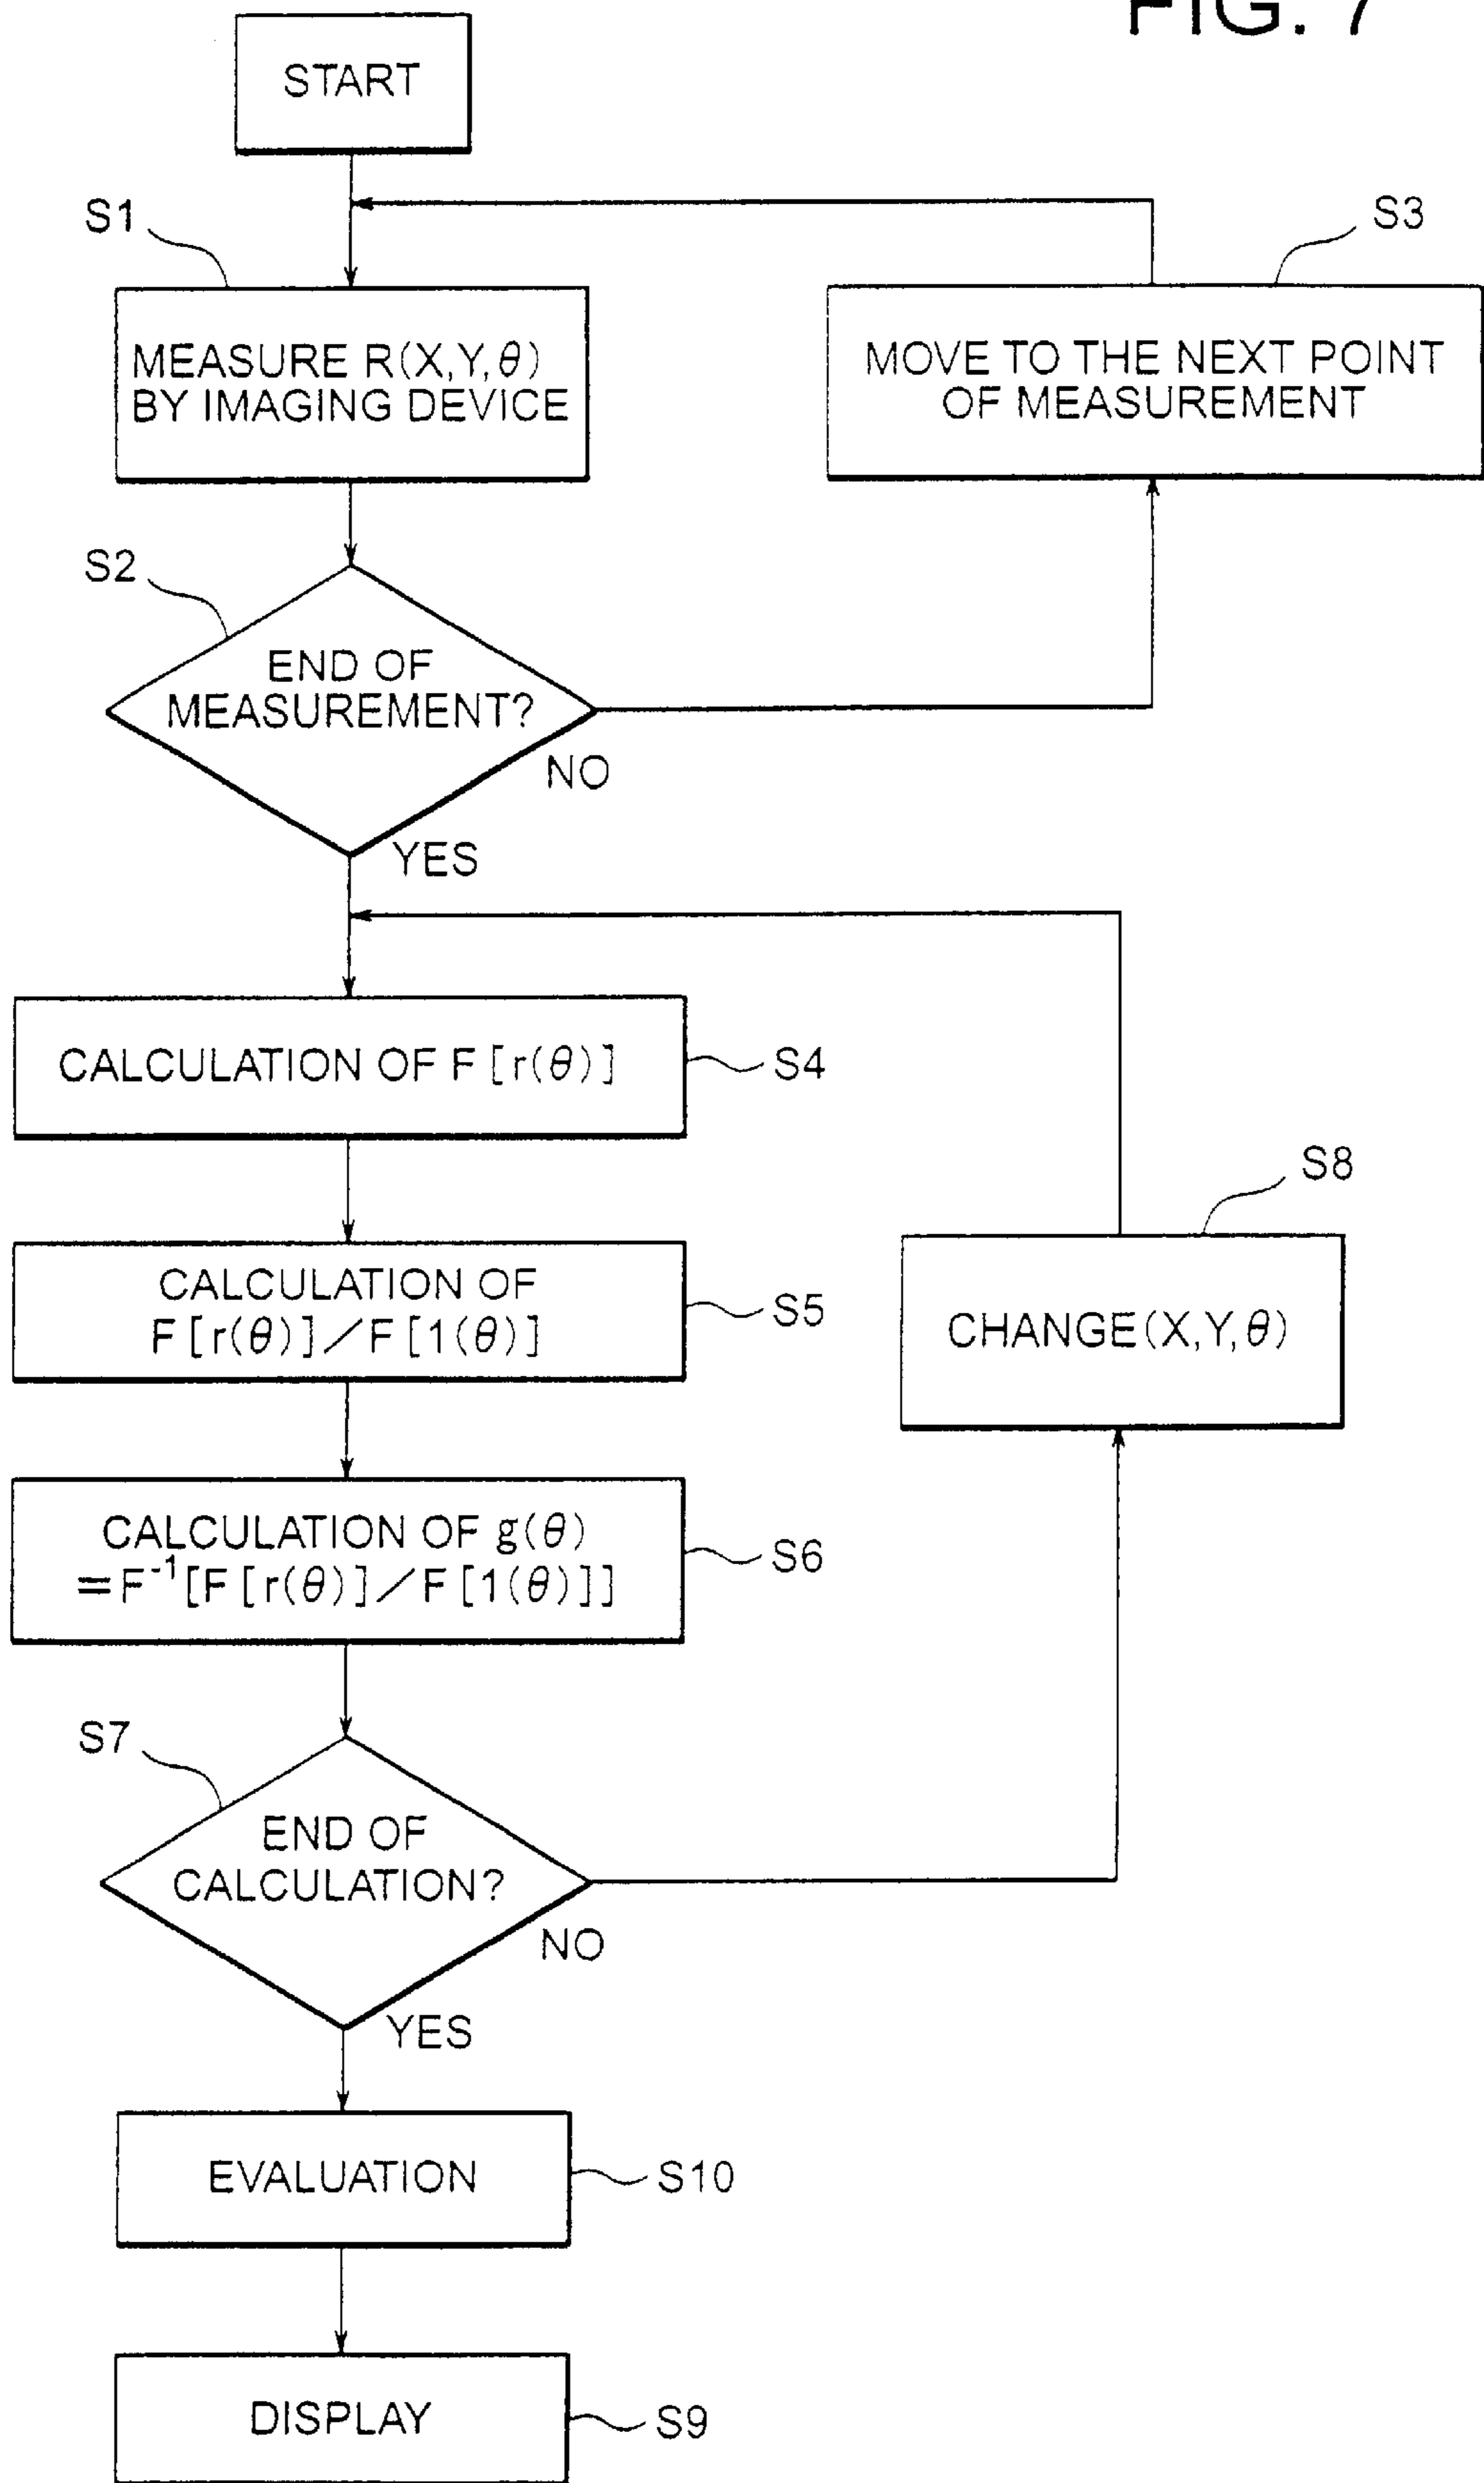 FIG. 7
START
S1
S3
MEASURE R(X,Y,θ)
BY IMAGING DEVICE
MOVE TO THE NEXT POINT
OF MEASUREMENT
S2
END OF
MEASUREMENT?
NO
YES
CALCULATION OF F[r(θ)]
S4
S8
CALCULATION OF
F[r(θ)]/F[1(θ)]
S5
CHANGE(X,Y,θ)
CALCULATION OF g(θ)
=F⁻¹[F[r(θ)]/F[1(θ)]]
S6
S7
END OF
CALCULATION?
NO
YES
EVALUATION
S10
DISPLAY
S9